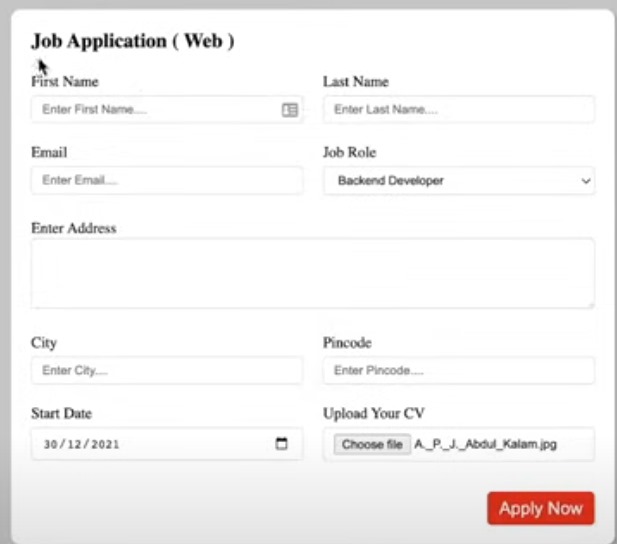 Job Application ( Web )
First Name Last Name
Enter First Name.... Enter Last Name....
Email Job Role
Enter Email.... Backend Developer
Enter Address
City Pincode
Enter City.... Enter Pincode....
Start Date Upload Your CV
30/12/2021 Choose file A._P._J._Abdul_Kalam.jpg
Apply Now